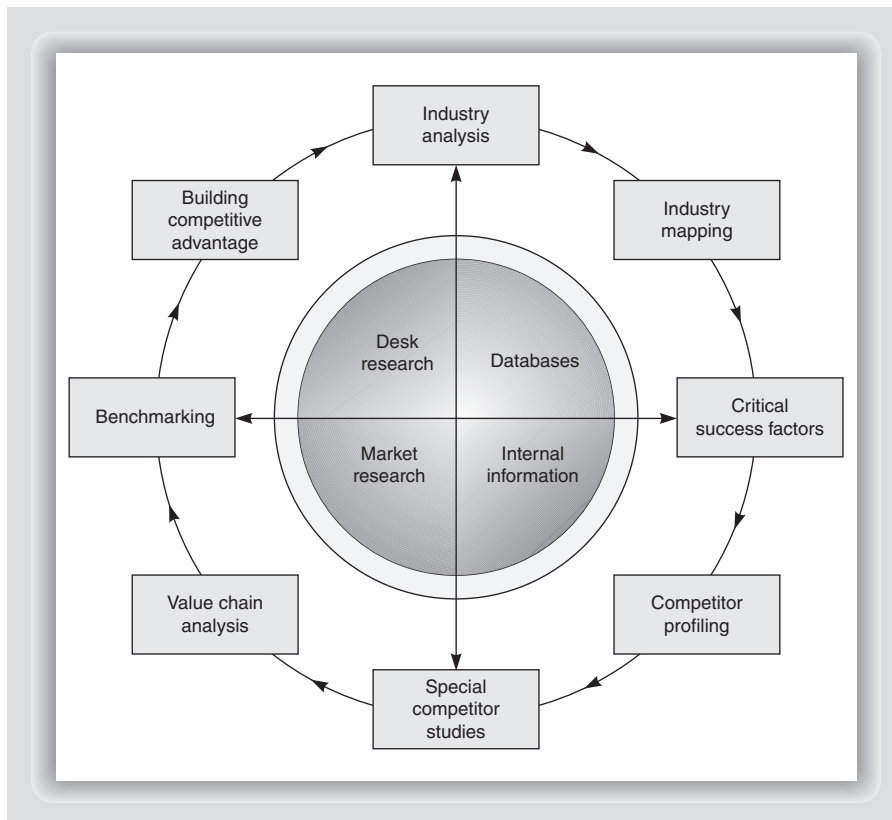 Industry
analysis
Building
competitive
advantage
Industry
mapping
Desk
research
Databases
Benchmarking
Critical
success factors
Market
research
Internal
information
Value chain
analysis
Competitor
profiling
Special
competitor
studies